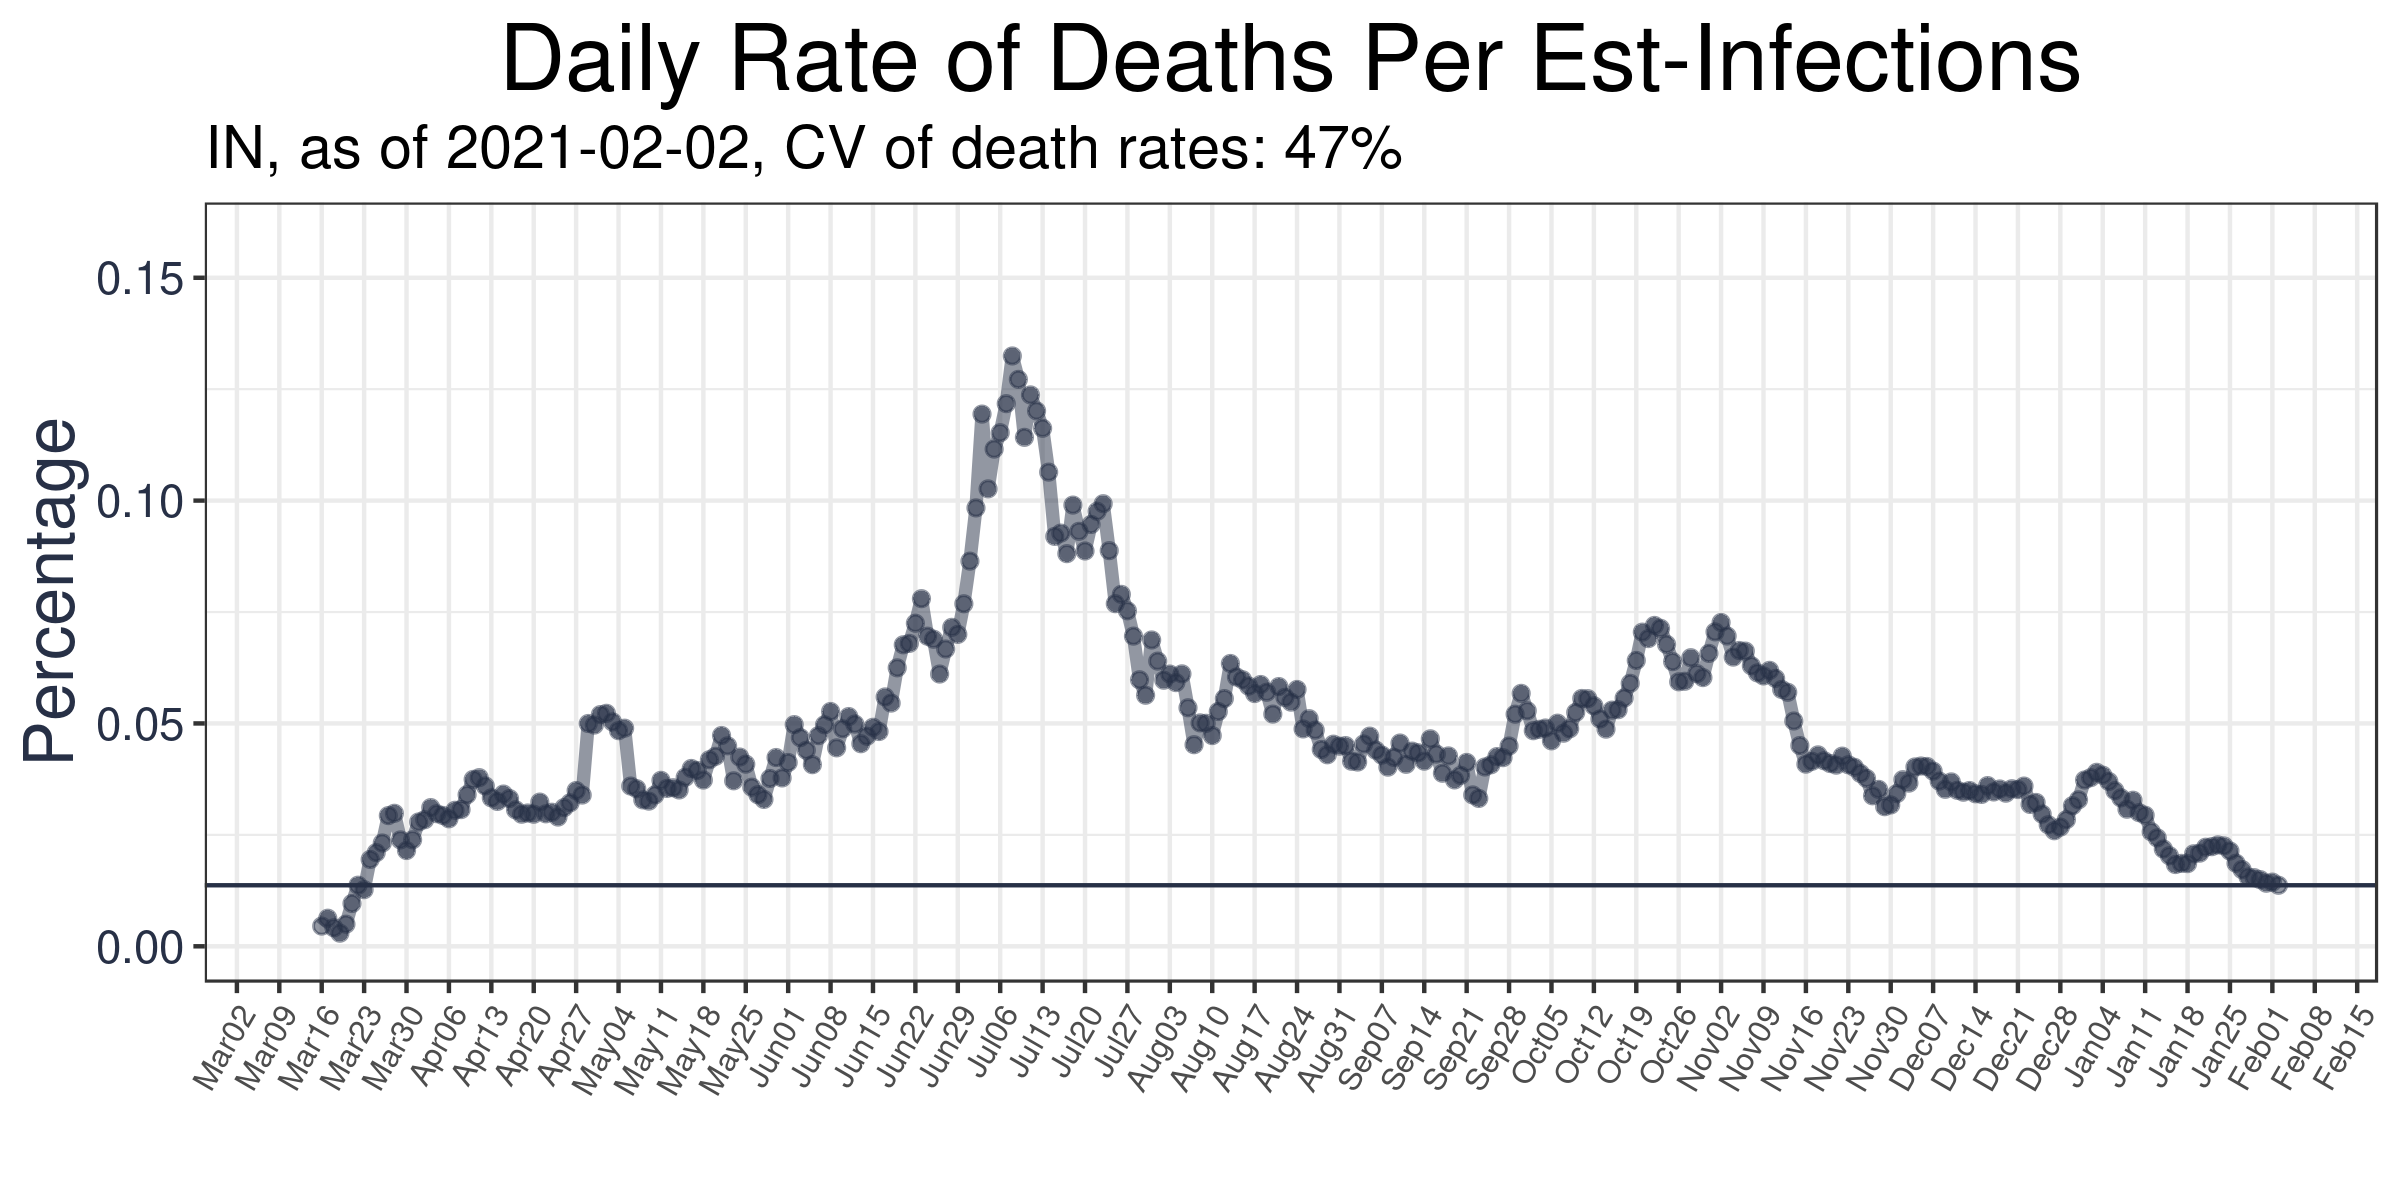 Daily Rate of Deaths Per Est-Infections
IN, as of 2021-02-02, CV of death rates: 47%
Percentage
0.15
0.10
0.05
0.00
Mar02
Mar09
Mar16
Mar23
Mar30
Apr06
Apr13
Apr20
Apr27
May04
May11
May18
May25
Jun01
Jun08
Jun15
Jun22
Jun29
Jul06
Jul13
Jul20
Jul27
Aug03
Aug10
Aug17
Aug24
Aug31
Sep07
Sep14
Sep21
Sep28
Oct05
Oct12
Oct19
Oct26
Nov02
Nov09
Nov16
Nov23
Nov30
Dec07
Dec14
Dec21
Dec28
Jan04
Jan11
Jan18
Jan25
Feb01
Feb08
Feb15